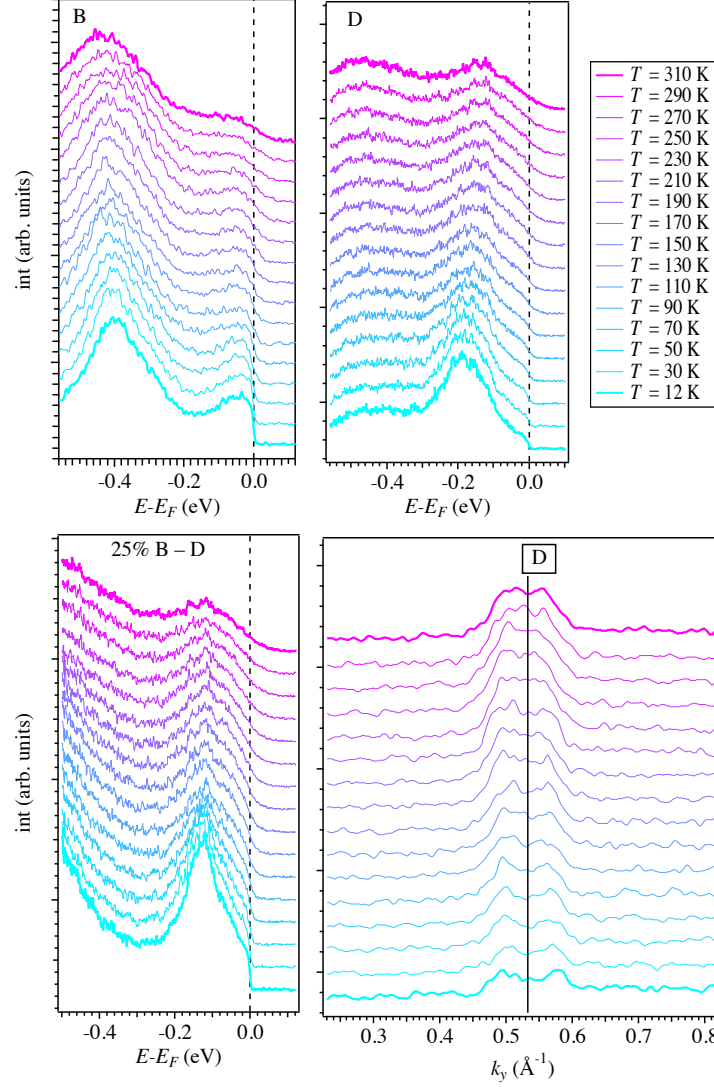 B
D
int (arb. units)
-0.4
-0.2
0.0
E-E_F (eV)
-0.4
-0.2
0.0
E-E_F (eV)
T = 310 K
T = 290 K
T = 270 K
T = 250 K
T = 230 K
T = 210 K
T = 190 K
T = 170 K
T = 150 K
T = 130 K
T = 110 K
T = 90 K
T = 70 K
T = 50 K
T = 30 K
T = 12 K
25% B – D
int (arb. units)
-0.4
-0.2
0.0
E-E_F (eV)
D
0.3
0.4
0.5
0.6
0.7
0.8
k_y (Å⁻¹)